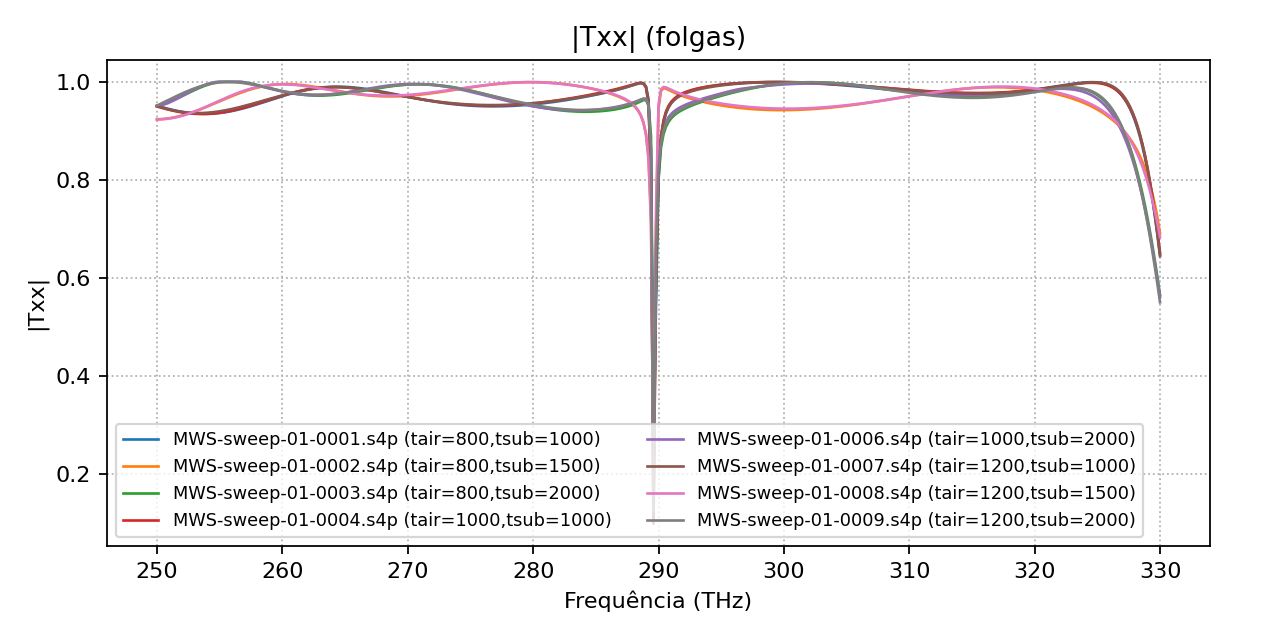 |Txx| (folgas)
|Txx|
1.0
0.8
0.6
0.4
0.2
MWS-sweep-01-0001.s4p (tair=800,tsub=1000)
MWS-sweep-01-0002.s4p (tair=800,tsub=1500)
MWS-sweep-01-0003.s4p (tair=800,tsub=2000)
MWS-sweep-01-0004.s4p (tair=1000,tsub=1000)
MWS-sweep-01-0006.s4p (tair=1000,tsub=2000)
MWS-sweep-01-0007.s4p (tair=1200,tsub=1000)
MWS-sweep-01-0008.s4p (tair=1200,tsub=1500)
MWS-sweep-01-0009.s4p (tair=1200,tsub=2000)
250 260 270 280 290 300 310 320 330
Frequência (THz)